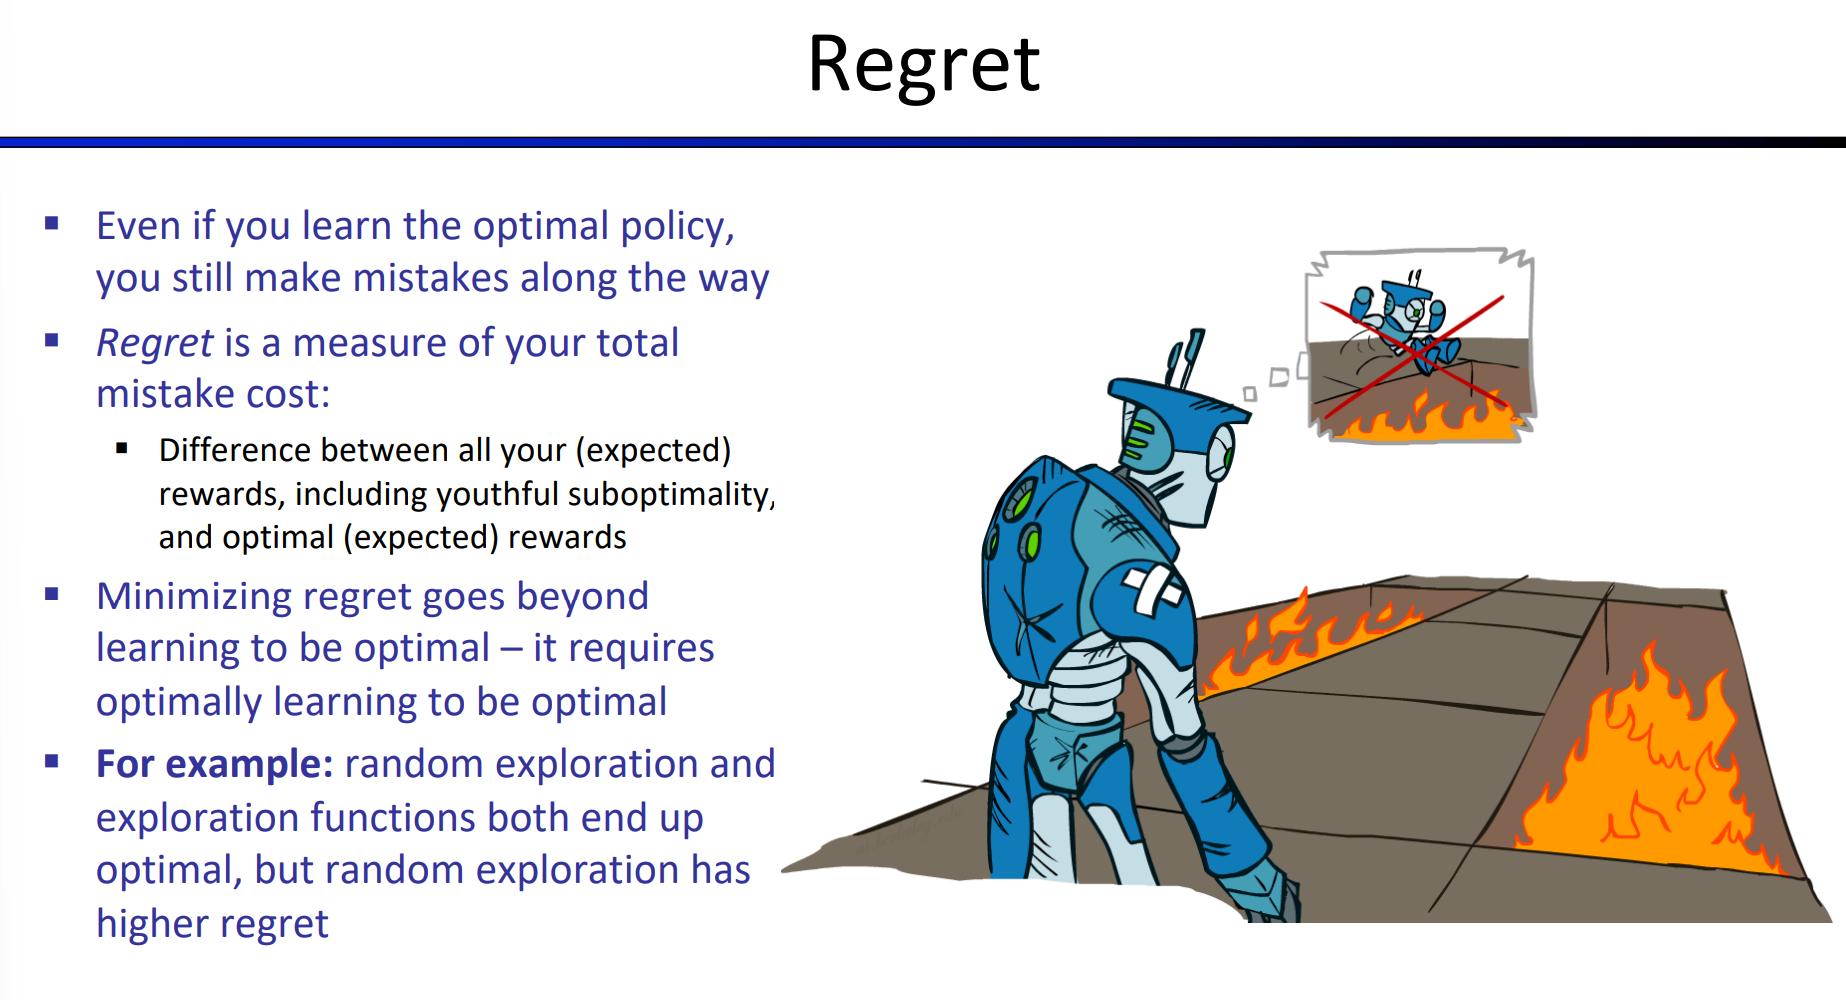 Regret
▪ Even if you learn the optimal policy,
you still make mistakes along the way
▪ Regret is a measure of your total
mistake cost:
▪ Difference between all your (expected)
rewards, including youthful suboptimality,
and optimal (expected) rewards
▪ Minimizing regret goes beyond
learning to be optimal – it requires
optimally learning to be optimal
▪ For example: random exploration and
exploration functions both end up
optimal, but random exploration has
higher regret